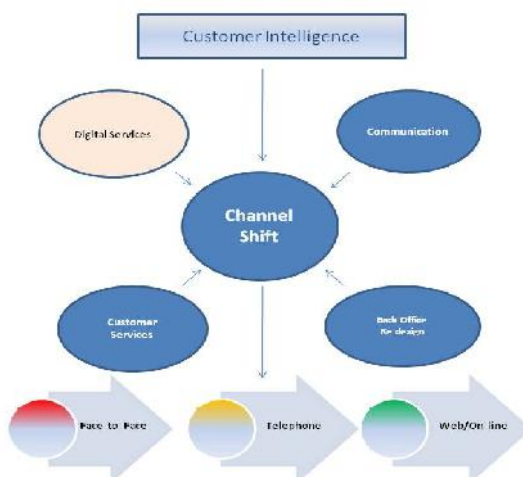 Customer Intelligence
Digital Services
Communication
Channel
Shift
Customer
Services
Back Office
Re design
Face to Face
Telephone
Web/On line